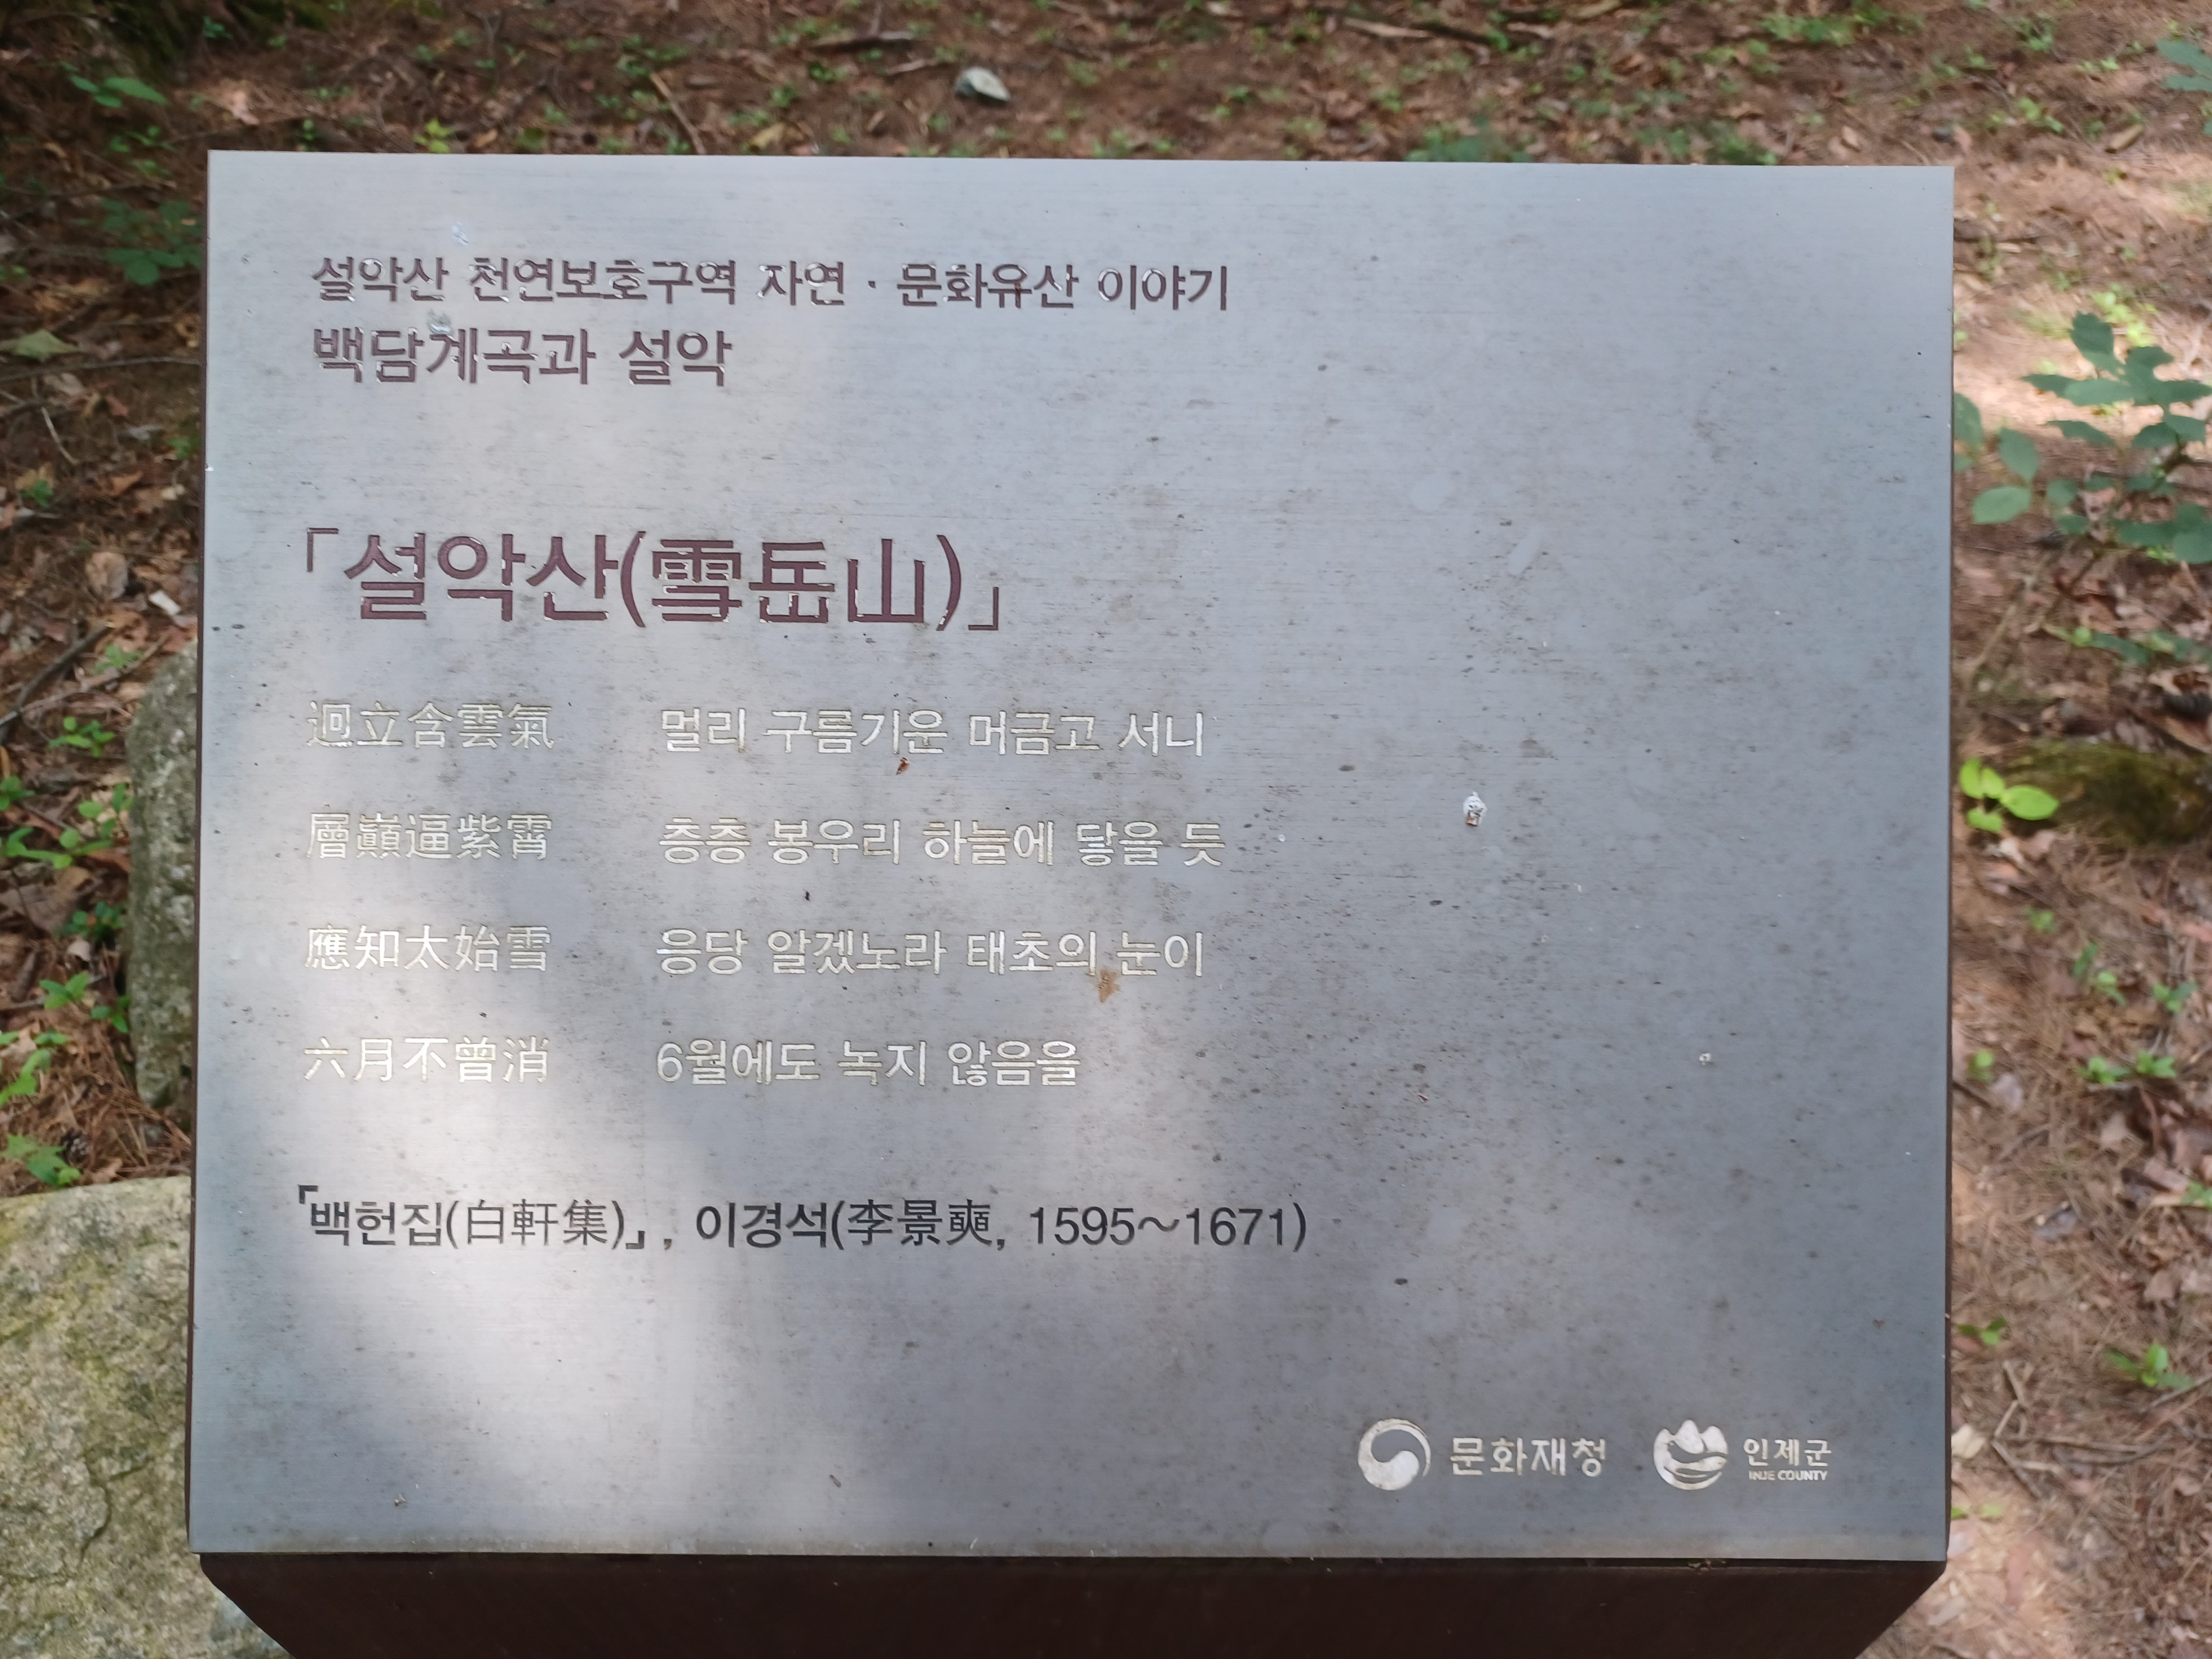 설악산 천연보호구역 자연 · 문화유산 이야기
백담계곡과 설악
「설악산(雪岳山)」
逈立含雲氣 멀리 구름기운 머금고 서니
層巓逼紫霄 층층 봉우리 하늘에 닿을 듯
應知太始雪 응당 알겠노라 태초의 눈이
六月不曾消 6월에도 녹지 않음을
『백헌집(白軒集)』, 이경석(李景奭, 1595~1671)
문화재청
인제군
INJE COUNTY